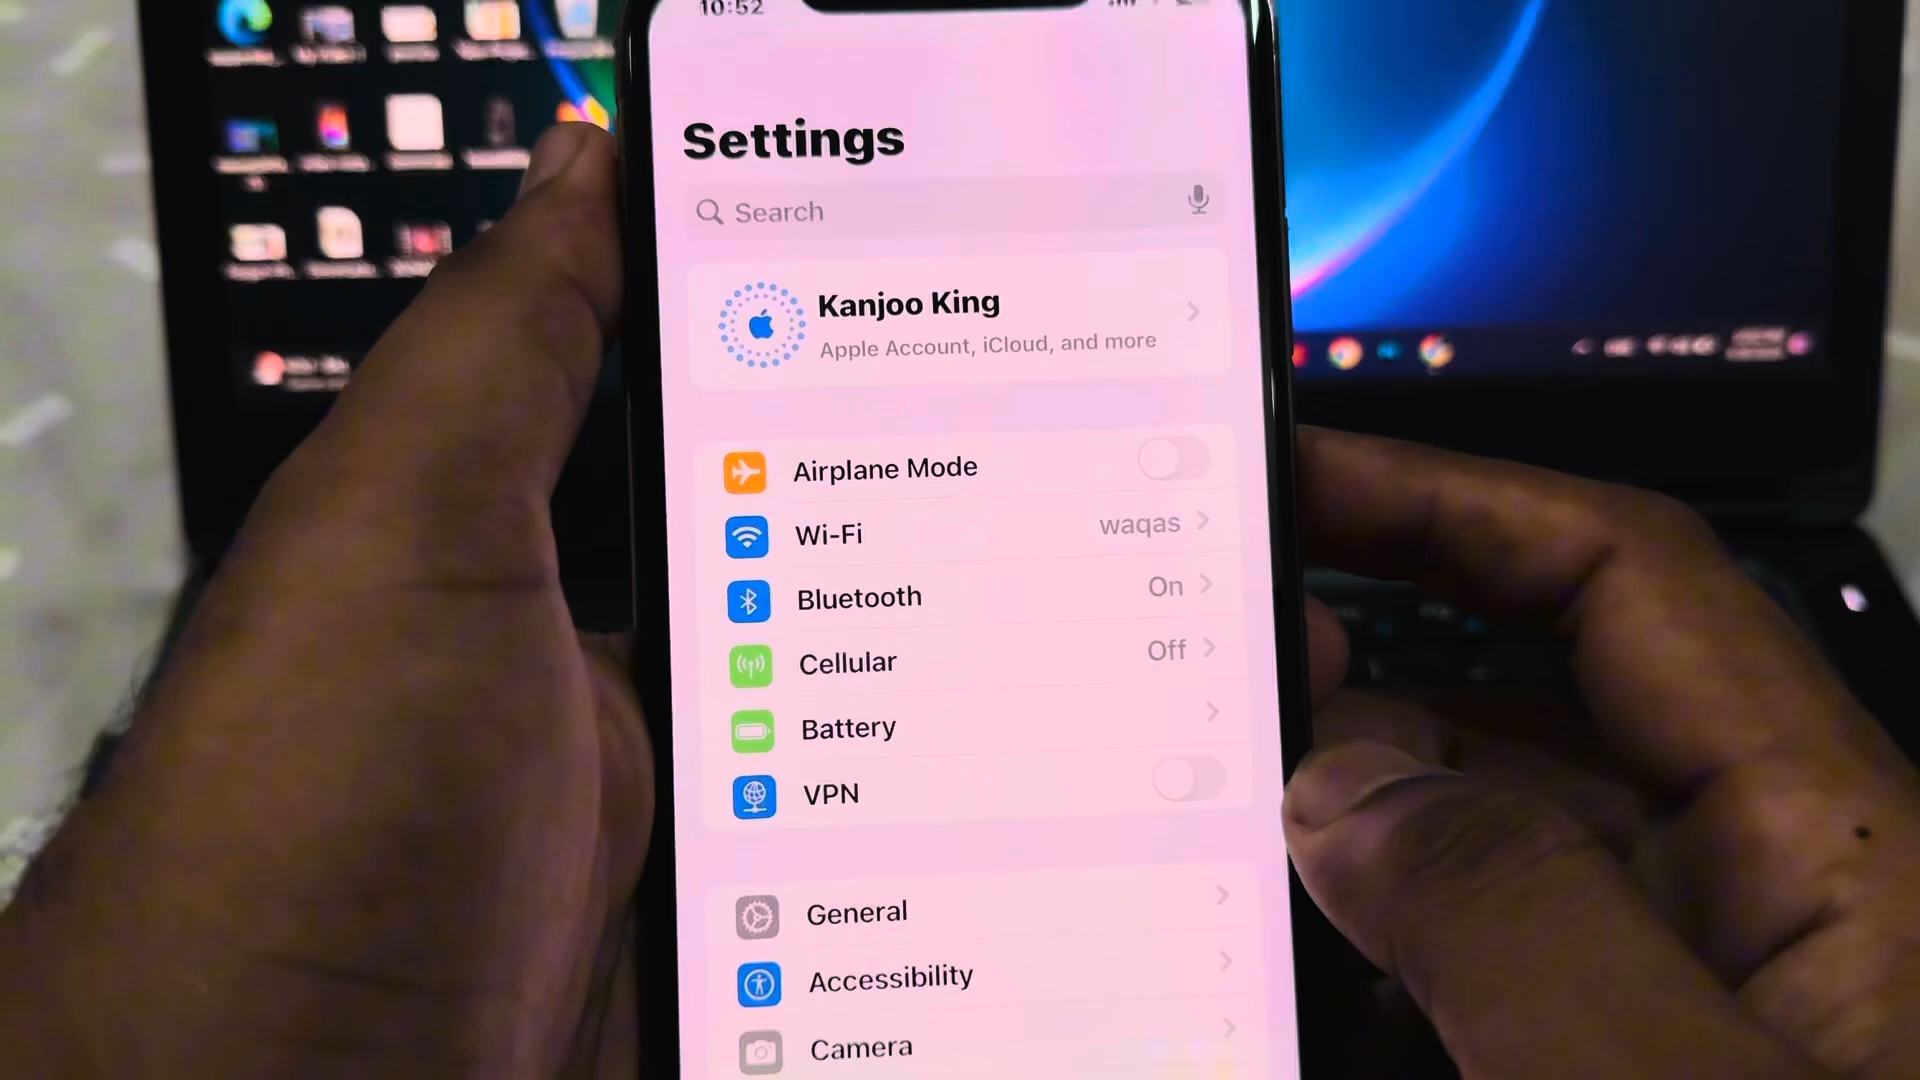 10:52
Settings
Search
Kanjoo King
Apple Account, iCloud, and more
Airplane Mode
Wi-Fi
waqas
Bluetooth
On
Cellular
Off
Battery
VPN
General
Accessibility
Camera